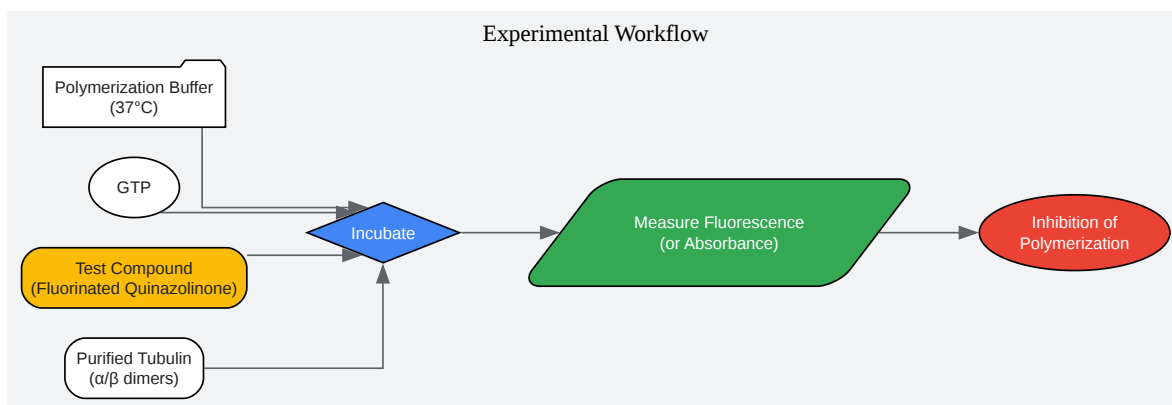 Experimental Workflow
Polymerization Buffer
(37°C)
GTP
Incubate
Test Compound
(Fluorinated Quinazolinone)
Purified Tubulin
(α/β dimers)
Measure Fluorescence
(or Absorbance)
Inhibition of
Polymerization